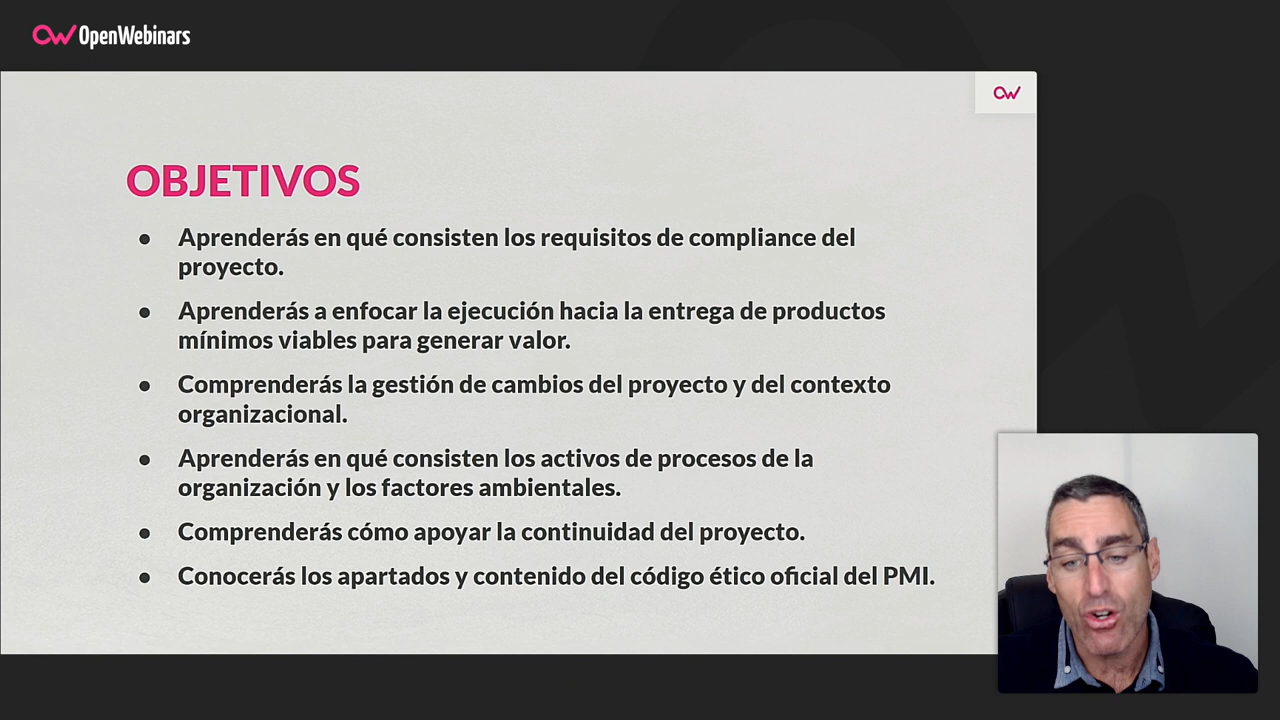 OpenWebinars
OBJETIVOS
● Aprenderás en qué consisten los requisitos de compliance del
proyecto.
● Aprenderás a enfocar la ejecución hacia la entrega de productos
mínimos viables para generar valor.
● Comprenderás la gestión de cambios del proyecto y del contexto
organizacional.
● Aprenderás en qué consisten los activos de procesos de la
organización y los factores ambientales.
● Comprenderás cómo apoyar la continuidad del proyecto.
● Conocerás los apartados y contenido del código ético oficial del PMI.